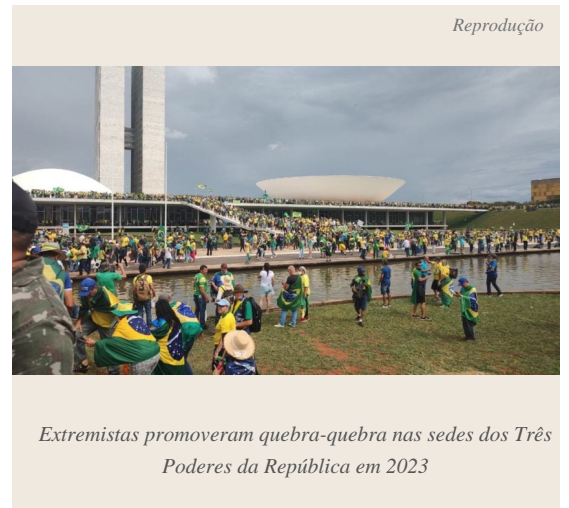 Reprodução
Extremistas promoveram quebra-quebra nas sedes dos Três
Poderes da República em 2023